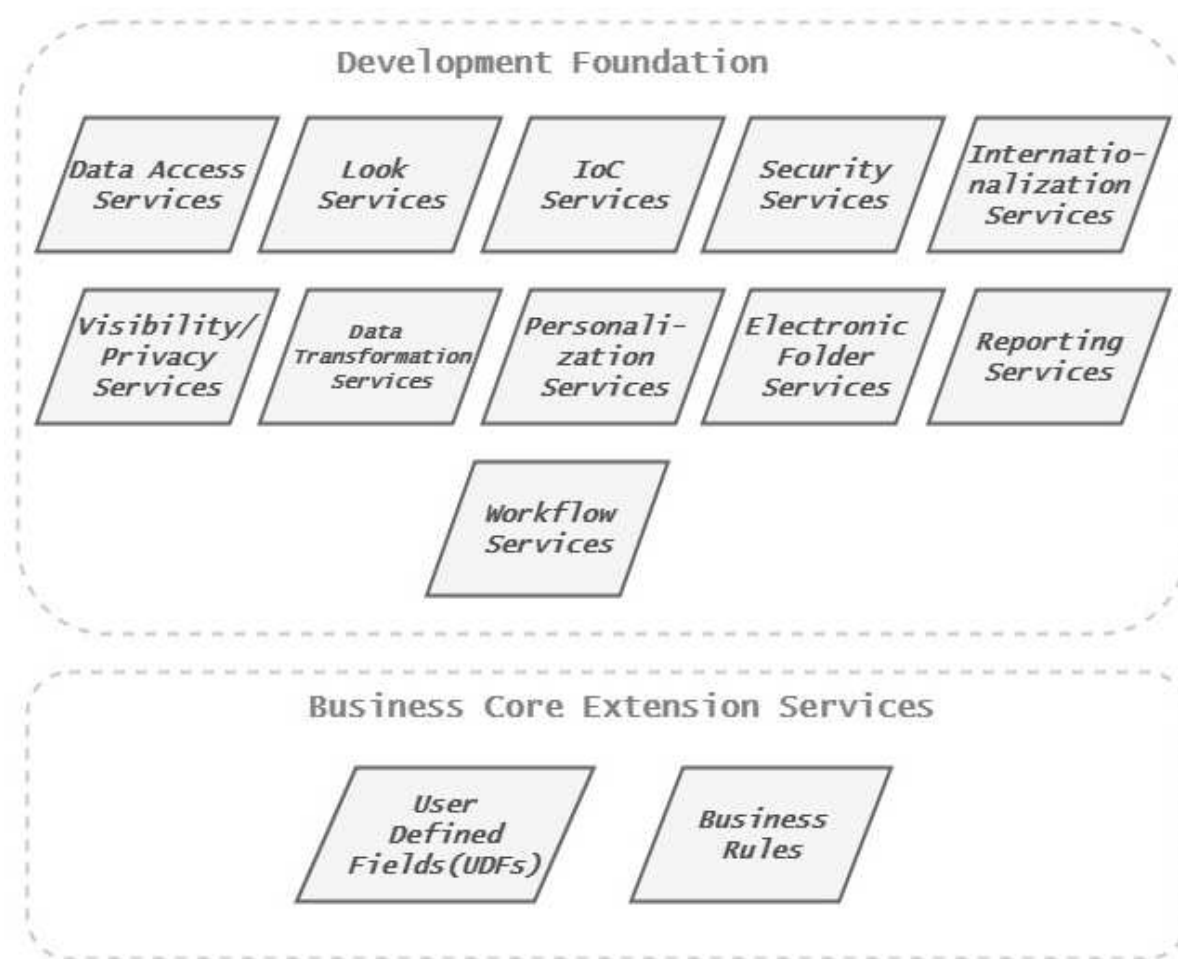 Development Foundation
Data Access
Services
Look
Services
IoC
Services
Security
Services
Internatio-
nalization
Services
Visibility/
Privacy
Services
Data
Transformation
Services
Personali-
zation
Services
Electronic
Folder
Services
Reporting
Services
Workflow
Services
Business Core Extension Services
User
Defined
Fields(UDFs)
Business
Rules